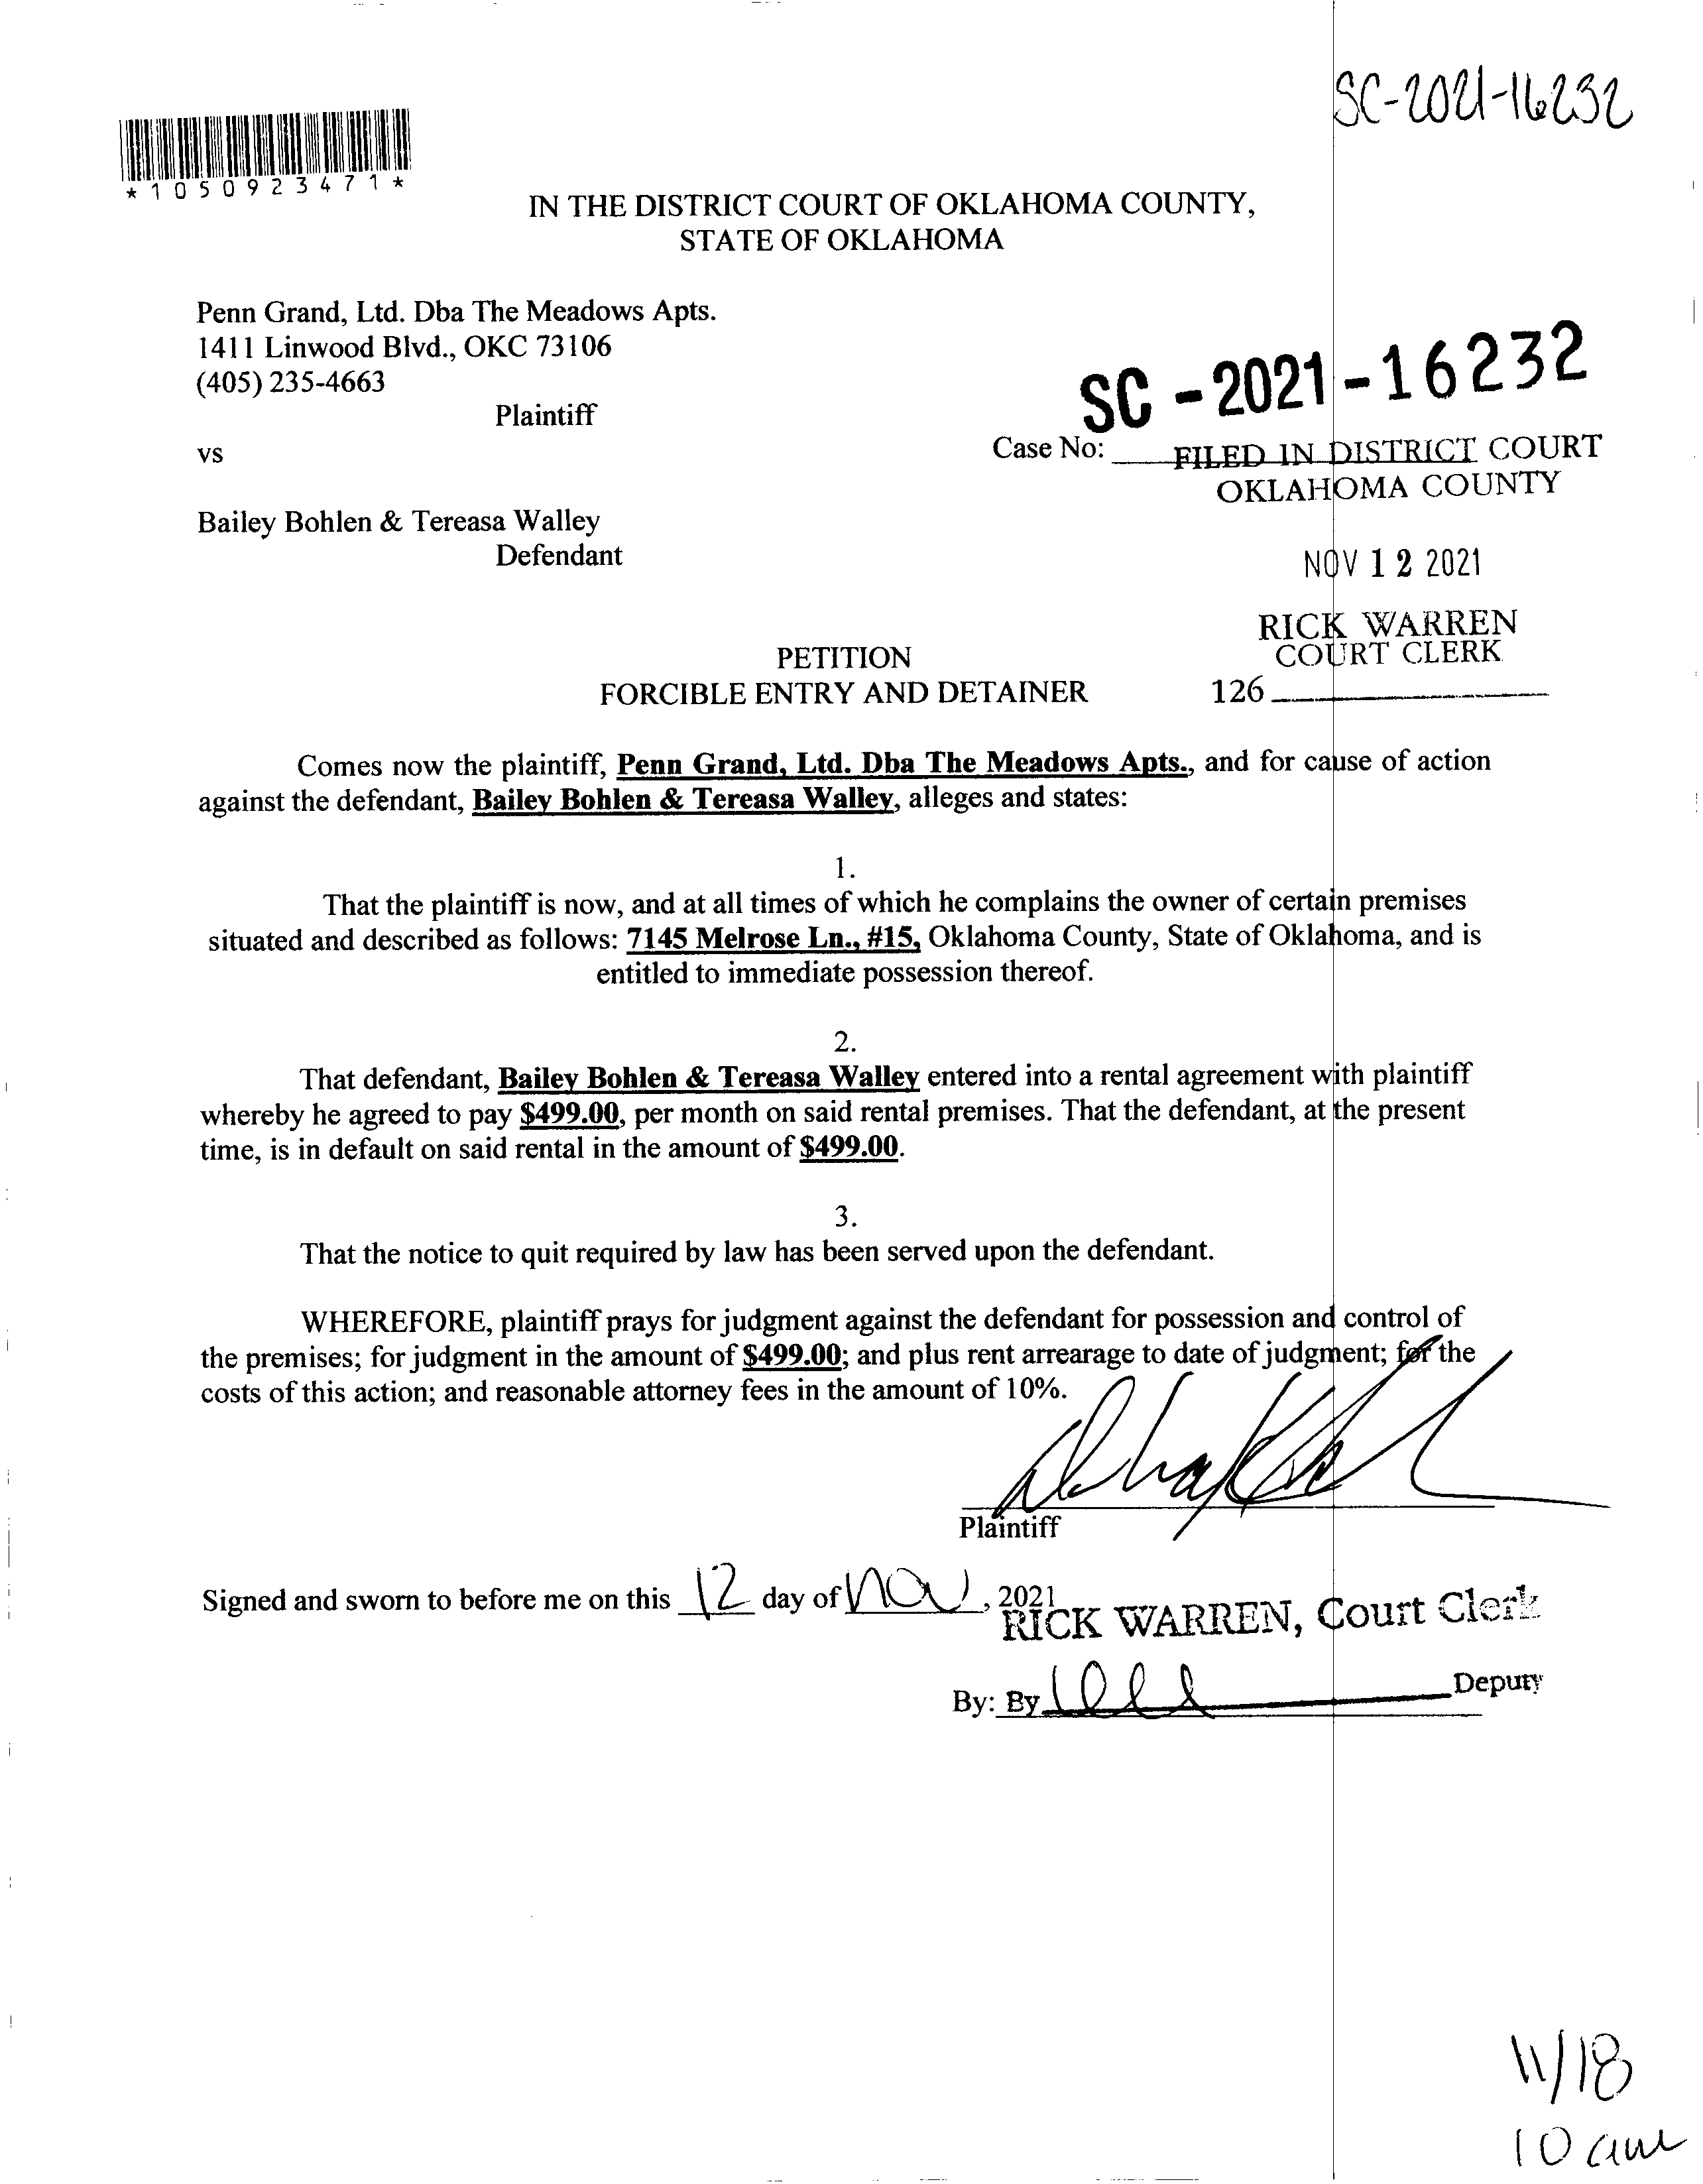 SC-2021-16232
*1050923471*
IN THE DISTRICT COURT OF OKLAHOMA COUNTY,
STATE OF OKLAHOMA
Penn Grand, Ltd. Dba The Meadows Apts.
1411 Linwood Blvd., OKC 73106
(405) 235-4663
Plaintiff
SC -2021-16232
vs
Case No:
FILED IN DISTRICT COURT
OKLAHOMA COUNTY
Bailey Bohlen & Tereasa Walley
Defendant
NOV 12 2021
RICK WARREN
COURT CLERK
126
PETITION
FORCIBLE ENTRY AND DETAINER
Comes now the plaintiff, Penn Grand, Ltd. Dba The Meadows Apts., and for cause of action
against the defendant, Bailey Bohlen & Tereasa Walley, alleges and states:
1.
That the plaintiff is now, and at all times of which he complains the owner of certain premises
situated and described as follows: 7145 Melrose Ln., #15, Oklahoma County, State of Oklahoma, and is
entitled to immediate possession thereof.
2.
That defendant, Bailey Bohlen & Tereasa Walley entered into a rental agreement with plaintiff
whereby he agreed to pay $499.00, per month on said rental premises. That the defendant, at the present
time, is in default on said rental in the amount of $499.00.
3.
That the notice to quit required by law has been served upon the defendant.
WHEREFORE, plaintiff prays for judgment against the defendant for possession and control of
the premises; for judgment in the amount of $499.00; and plus rent arrearage to date of judgment; for the
costs of this action; and reasonable attorney fees in the amount of 10%.
Plaintiff
Signed and sworn to before me on this 12 day of NOV, 2021
RICK WARREN, Court Clerk
By: By Deputy
11/18
10 am